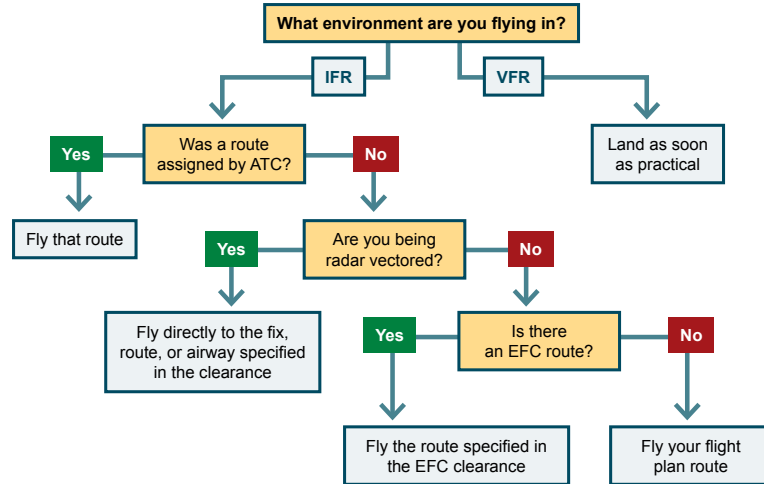 What environment are you flying in?
IFR
VFR
Was a route
assigned by ATC?
Yes
No
Land as soon
as practical
Fly that route
Are you being
radar vectored?
Yes
No
Fly directly to the fix,
route, or airway specified
in the clearance
Is there
an EFC route?
Yes
No
Fly the route specified in
the EFC clearance
Fly your flight
plan route